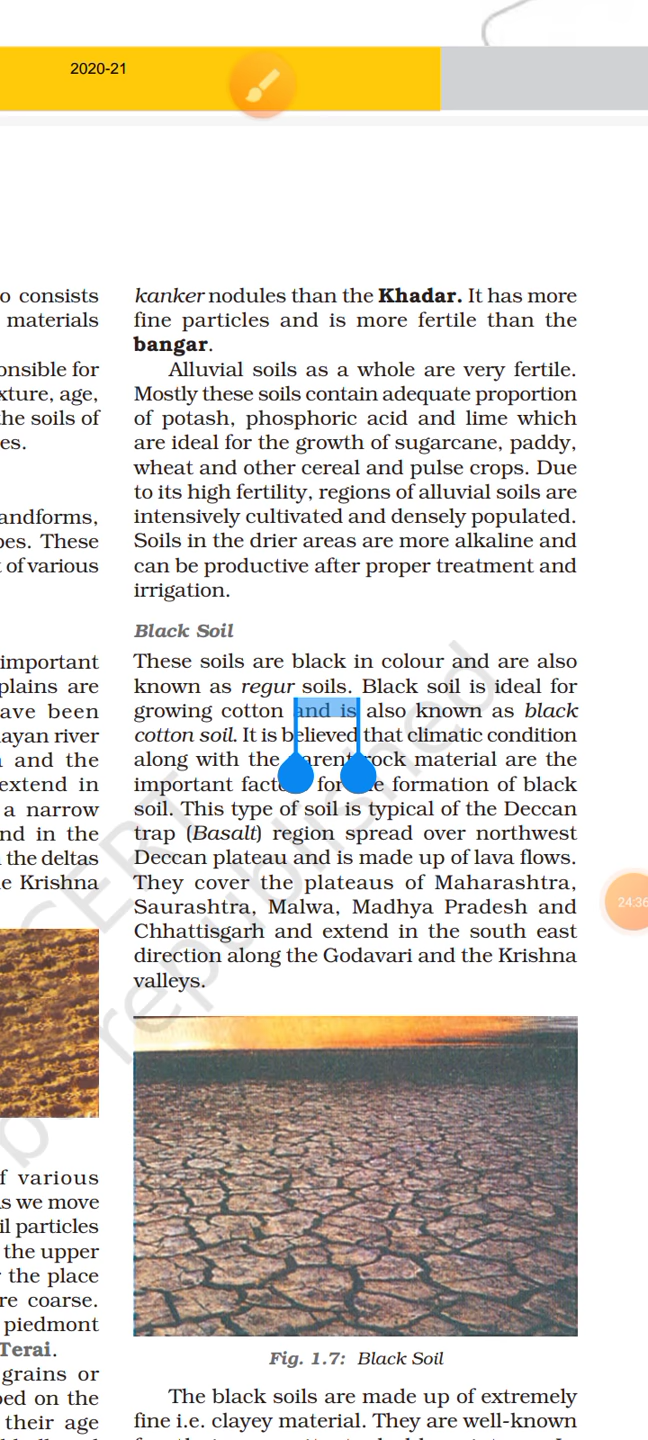 2020-21
o consists
materials
onsible for
xture, age,
the soils of
es.
andforms,
pes. These
t of various
important
plains are
ave been
layan river
and the
extend in
a narrow
nd in the
the deltas
e Krishna
f various
as we move
il particles
the upper
the place
re coarse.
piedmont
Terai.
grains or
ped on the
their age
kanker nodules than the Khadar. It has more
fine particles and is more fertile than the
bangar.
Alluvial soils as a whole are very fertile.
Mostly these soils contain adequate proportion
of potash, phosphoric acid and lime which
are ideal for the growth of sugarcane, paddy,
wheat and other cereal and pulse crops. Due
to its high fertility, regions of alluvial soils are
intensively cultivated and densely populated.
Soils in the drier areas are more alkaline and
can be productive after proper treatment and
irrigation.
Black Soil
These soils are black in colour and are also
known as regur soils. Black soil is ideal for
growing cotton and is also known as black
cotton soil. It is believed that climatic condition
along with the parent rock material are the
important for formation of black
soil. This type of soil is typical of the Deccan
trap (Basalt) region spread over northwest
Deccan plateau and is made up of lava flows.
They cover the plateaus of Maharashtra,
Saurashtra, Malwa, Madhya Pradesh and
Chhattisgarh and extend in the south east
direction along the Godavari and the Krishna
valleys.
Fig. 1.7: Black Soil
The black soils are made up of extremely
fine i.e. clayey material. They are well-known
24:36
republished